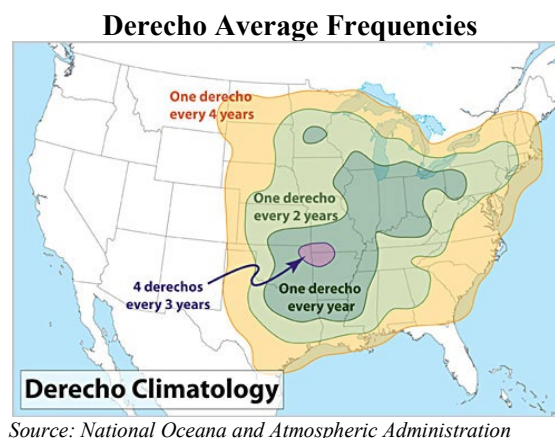 Derecho Average Frequencies
One derecho
every 4 years
One derecho
every 2 years
4 derechos
every 3 years
One derecho
every year
Derecho Climatology
Source: National Oceana and Atmospheric Administration